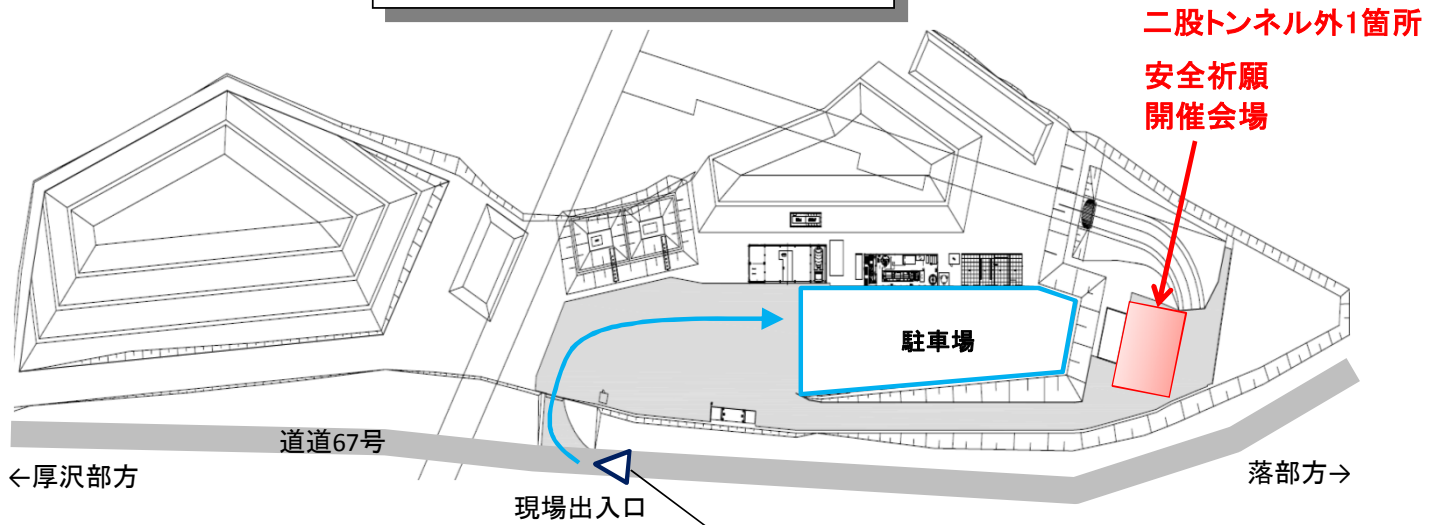 二股トンネル外1箇所
安全祈願
開催会場
駐車場
道道67号
←厚沢部方
落部方→
現場出入口